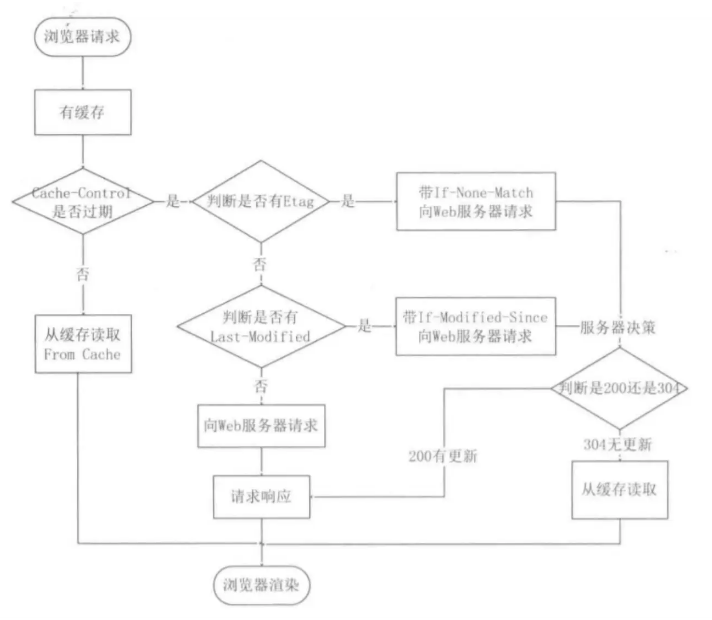 浏览器请求
有缓存
Cache-Control
是否过期
是
判断是否有Etag
是
带If-None-Match
向Web服务器请求
否
否
从缓存读取
From Cache
判断是否有
Last-Modified
是
带If-Modified-Since
向Web服务器请求
服务器决策
否
判断是200还是304
向Web服务器请求
200有更新
304无更新
请求响应
从缓存读取
浏览器渲染